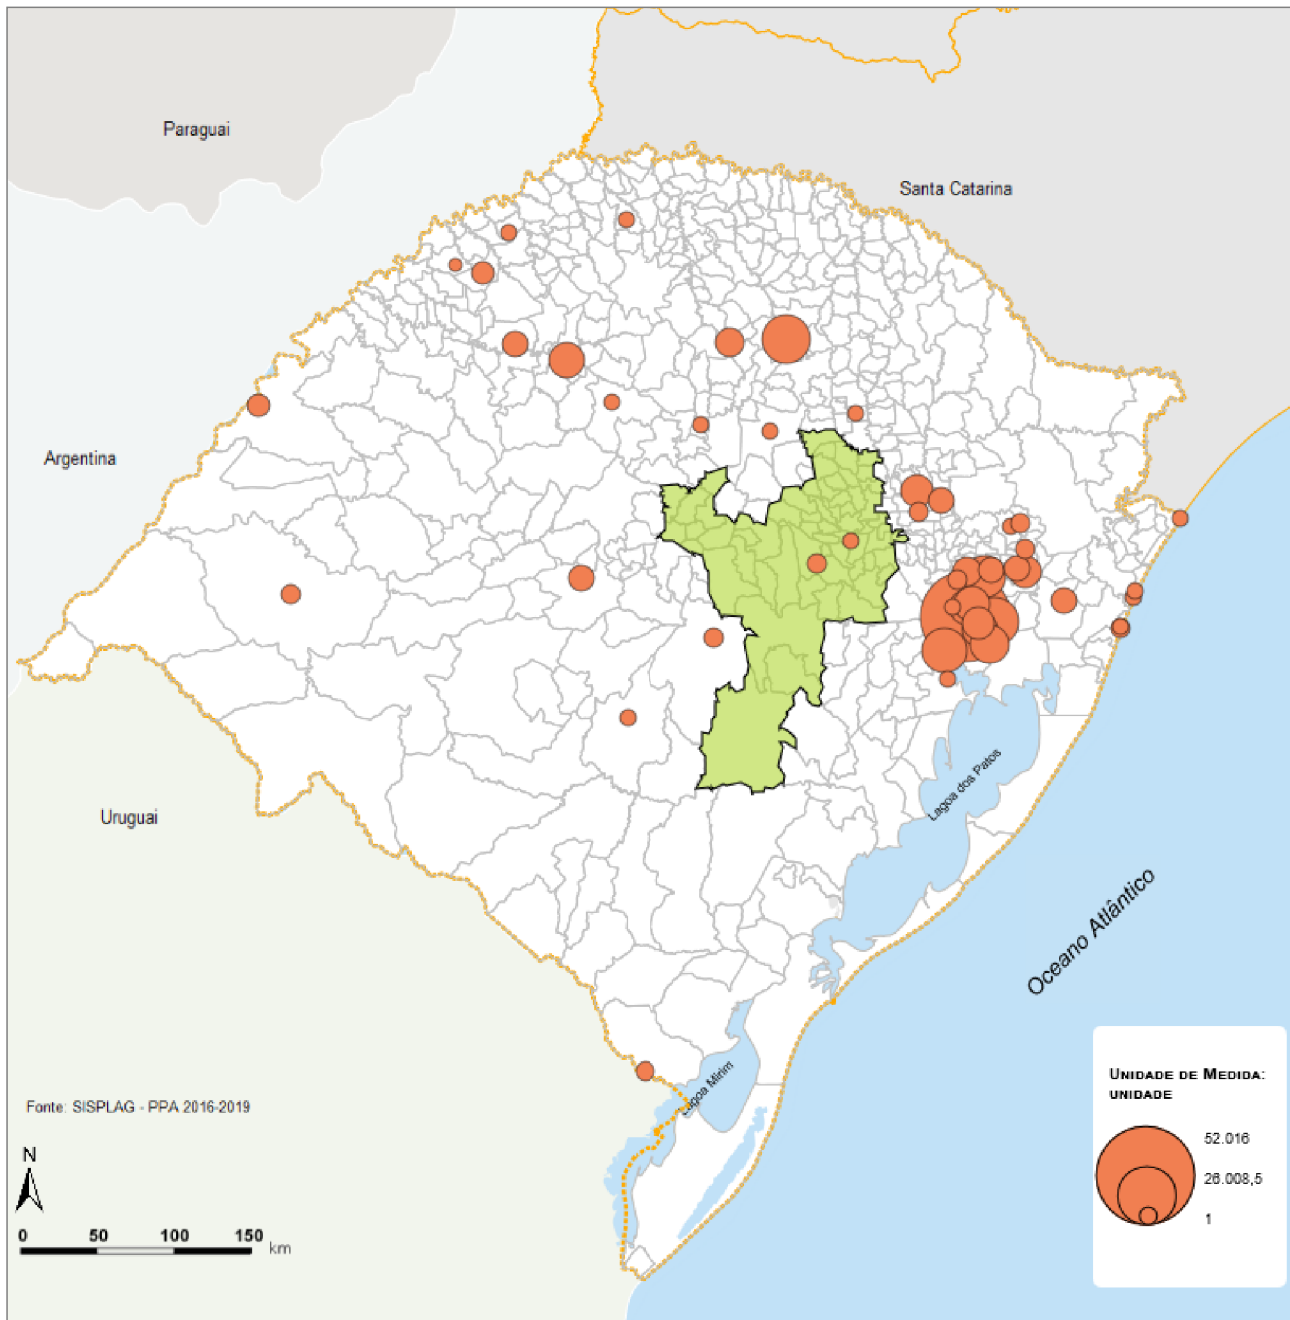 Paraguai
Santa Catarina
Argentina
Uruguai
Lagoa dos Patos
Oceano Atlântico
Lagoa Mirim
Fonte: SISPLAG - PPA 2016-2019
N
0 50 100 150
km
UNIDADE DE MEDIDA:
UNIDADE
52.016
26.008,5
1